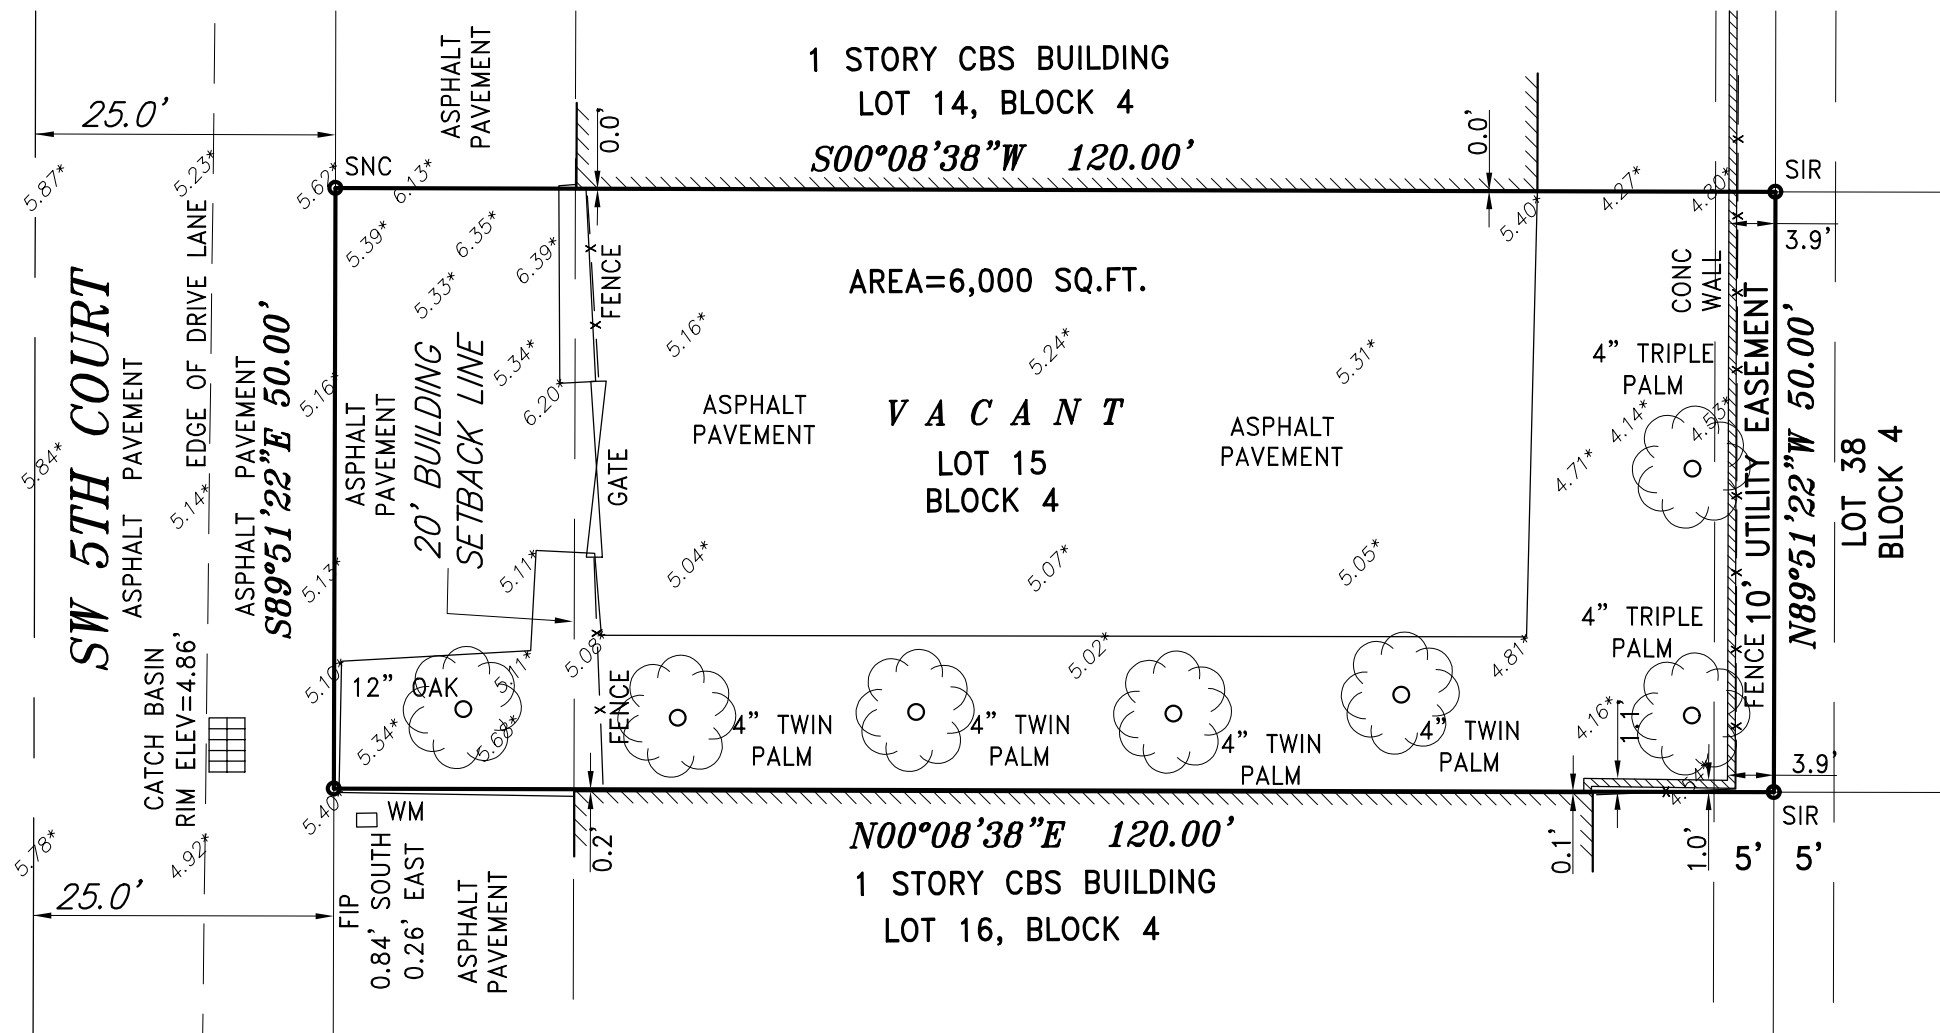 1 STORY CBS BUILDING
LOT 14, BLOCK 4
S00°08'38"W 120.00'
ASPHALT
PAVEMENT
25.0'
0.0'
0.0'
SNC
SIR
5.87*
5.23*
5.62*
6.13*
4.27*
4.80*
5.39*
6.35*
6.39*
5.33*
5.40*
3.9'
FENCE
CONC
WALL
AREA=6,000 SQ.FT.
SW 5TH COURT
ASPHALT PAVEMENT
EDGE OF DRIVE LANE
ASPHALT PAVEMENT
S89°51'22"E 50.00'
5.16*
ASPHALT
PAVEMENT
20' BUILDING
SETBACK LINE
5.34*
6.20*
5.16*
5.24*
5.31*
ASPHALT
PAVEMENT
V A C A N T
LOT 15
BLOCK 4
ASPHALT
PAVEMENT
GATE
4" TRIPLE
PALM
4.14*
4.53*
4.71*
10' UTILITY EASEMENT
N89°51'22"W 50.00'
LOT 38
BLOCK 4
5.84*
5.14*
5.13*
5.11*
5.04*
5.07*
5.05*
4" TRIPLE
PALM
FENCE
CATCH BASIN
RIM ELEV=4.86'
5.10*
12" OAK
5.11*
5.08*
5.02*
4.81*
5.34*
5.68*
FENCE
4" TWIN
PALM
4" TWIN
PALM
4" TWIN
PALM
4" TWIN
PALM
4.16*
1.1'
3.9'
5.40*
WM
SIR
5.78*
4.92*
0.2'
N00°08'38"E 120.00'
0.1'
1.0'
5'
5'
25.0'
FIP
0.84' SOUTH
0.26' EAST
ASPHALT
PAVEMENT
1 STORY CBS BUILDING
LOT 16, BLOCK 4